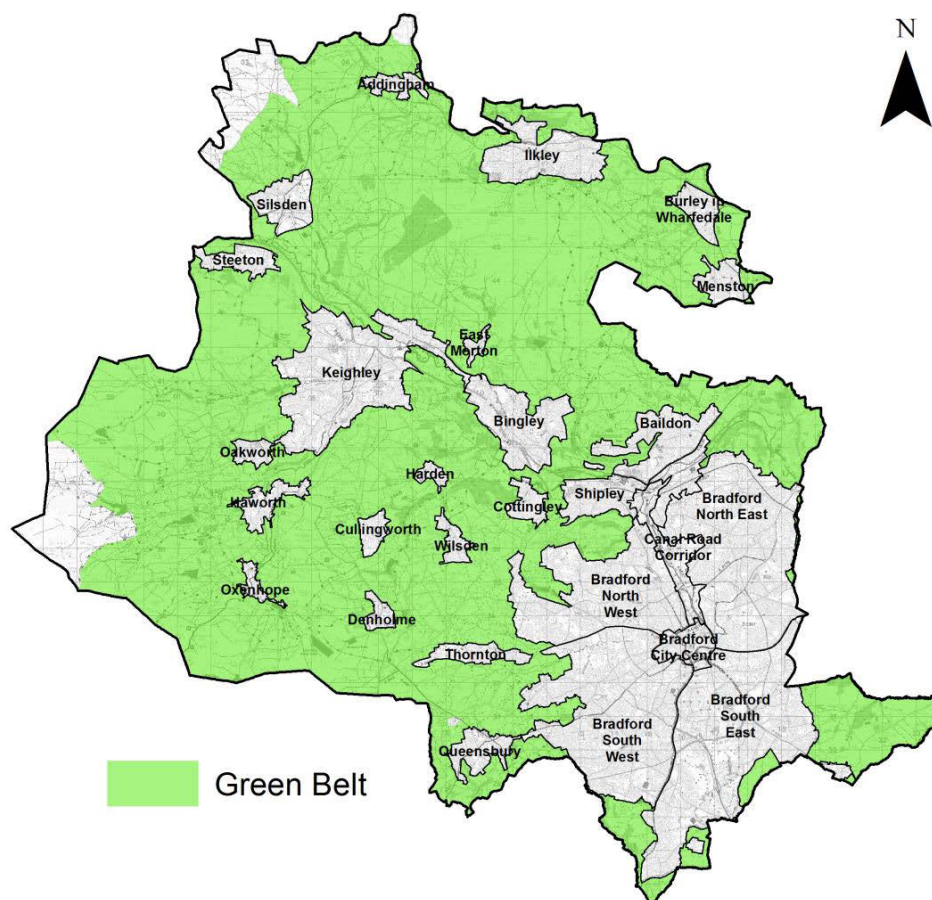 N
Addingham
Ilkley
Silsden
Burley in
Wharfedale
Steeton
Menston
East
Morton
Keighley
Bingley
Baildon
Oakworth
Harden
Haworth
Cottingley
Shipley
Bradford
North East
Cullingworth
Wilsden
Canal Road
Corridor
Oxenhope
Bradford
North
West
Denholme
Bradford
City Centre
Thornton
Bradford
South
East
Bradford
South
West
Queensbury
Green Belt